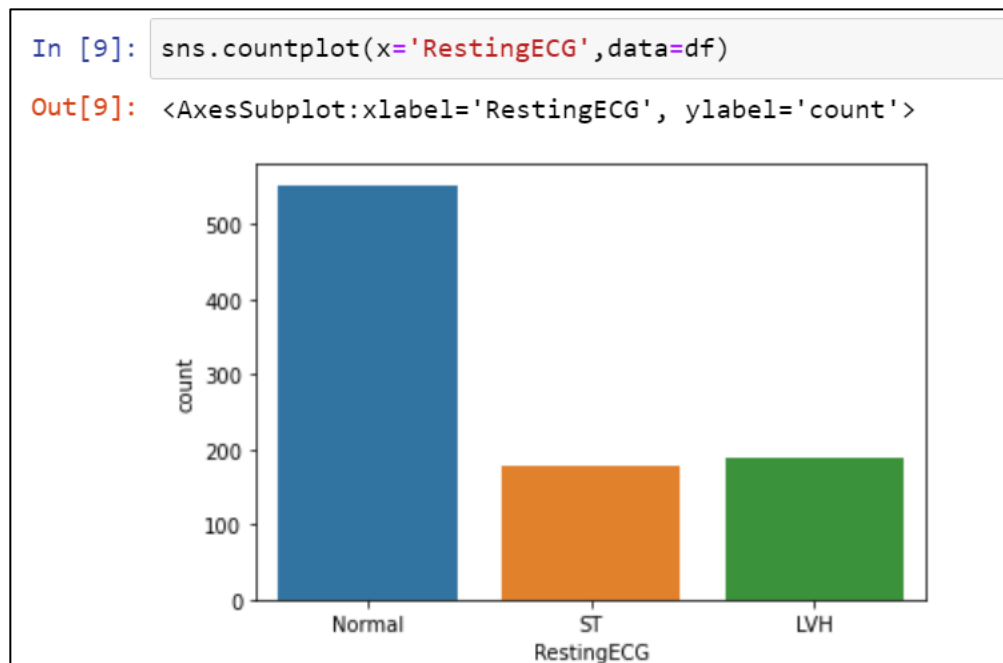 In [9]: sns.countplot(x='RestingECG',data=df)
Out[9]: <AxesSubplot:xlabel='RestingECG', ylabel='count'>
500
400
300
200
100
0
count
Normal ST LVH
RestingECG